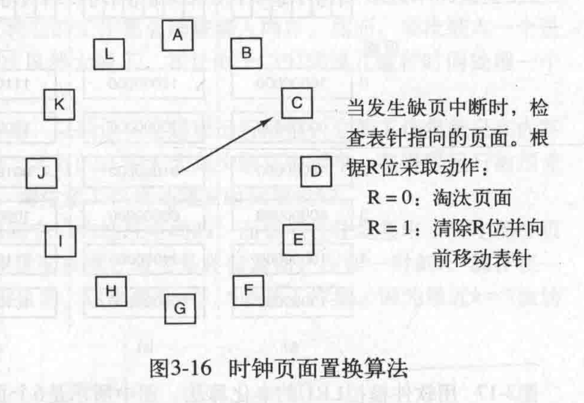 A
B
C
D
E
F
G
H
I
J
K
L
当发生缺页中断时，检
查表针指向的页面。根
据R位采取动作：
R = 0：淘汰页面
R = 1：清除R位并向
前移动表针
图3-16 时钟页面置换算法